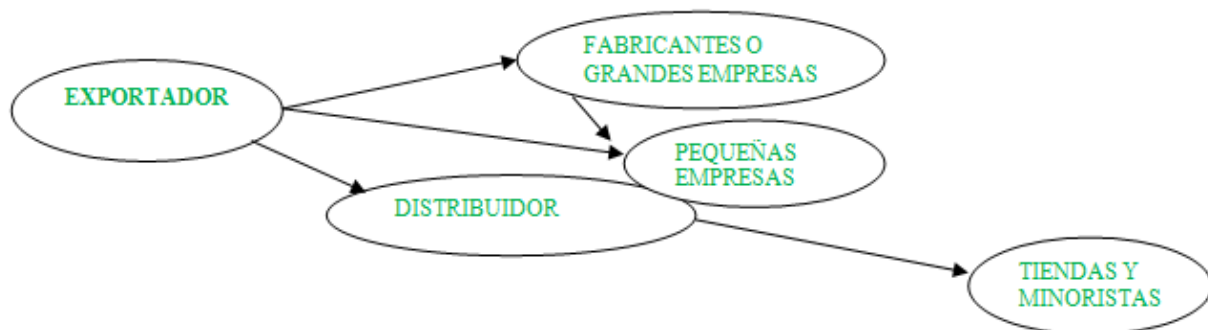 FABRICANTES O
GRANDES EMPRESAS
EXPORTADOR
PEQUEÑAS
EMPRESAS
DISTRIBUIDOR
TIENDAS Y
MINORISTAS